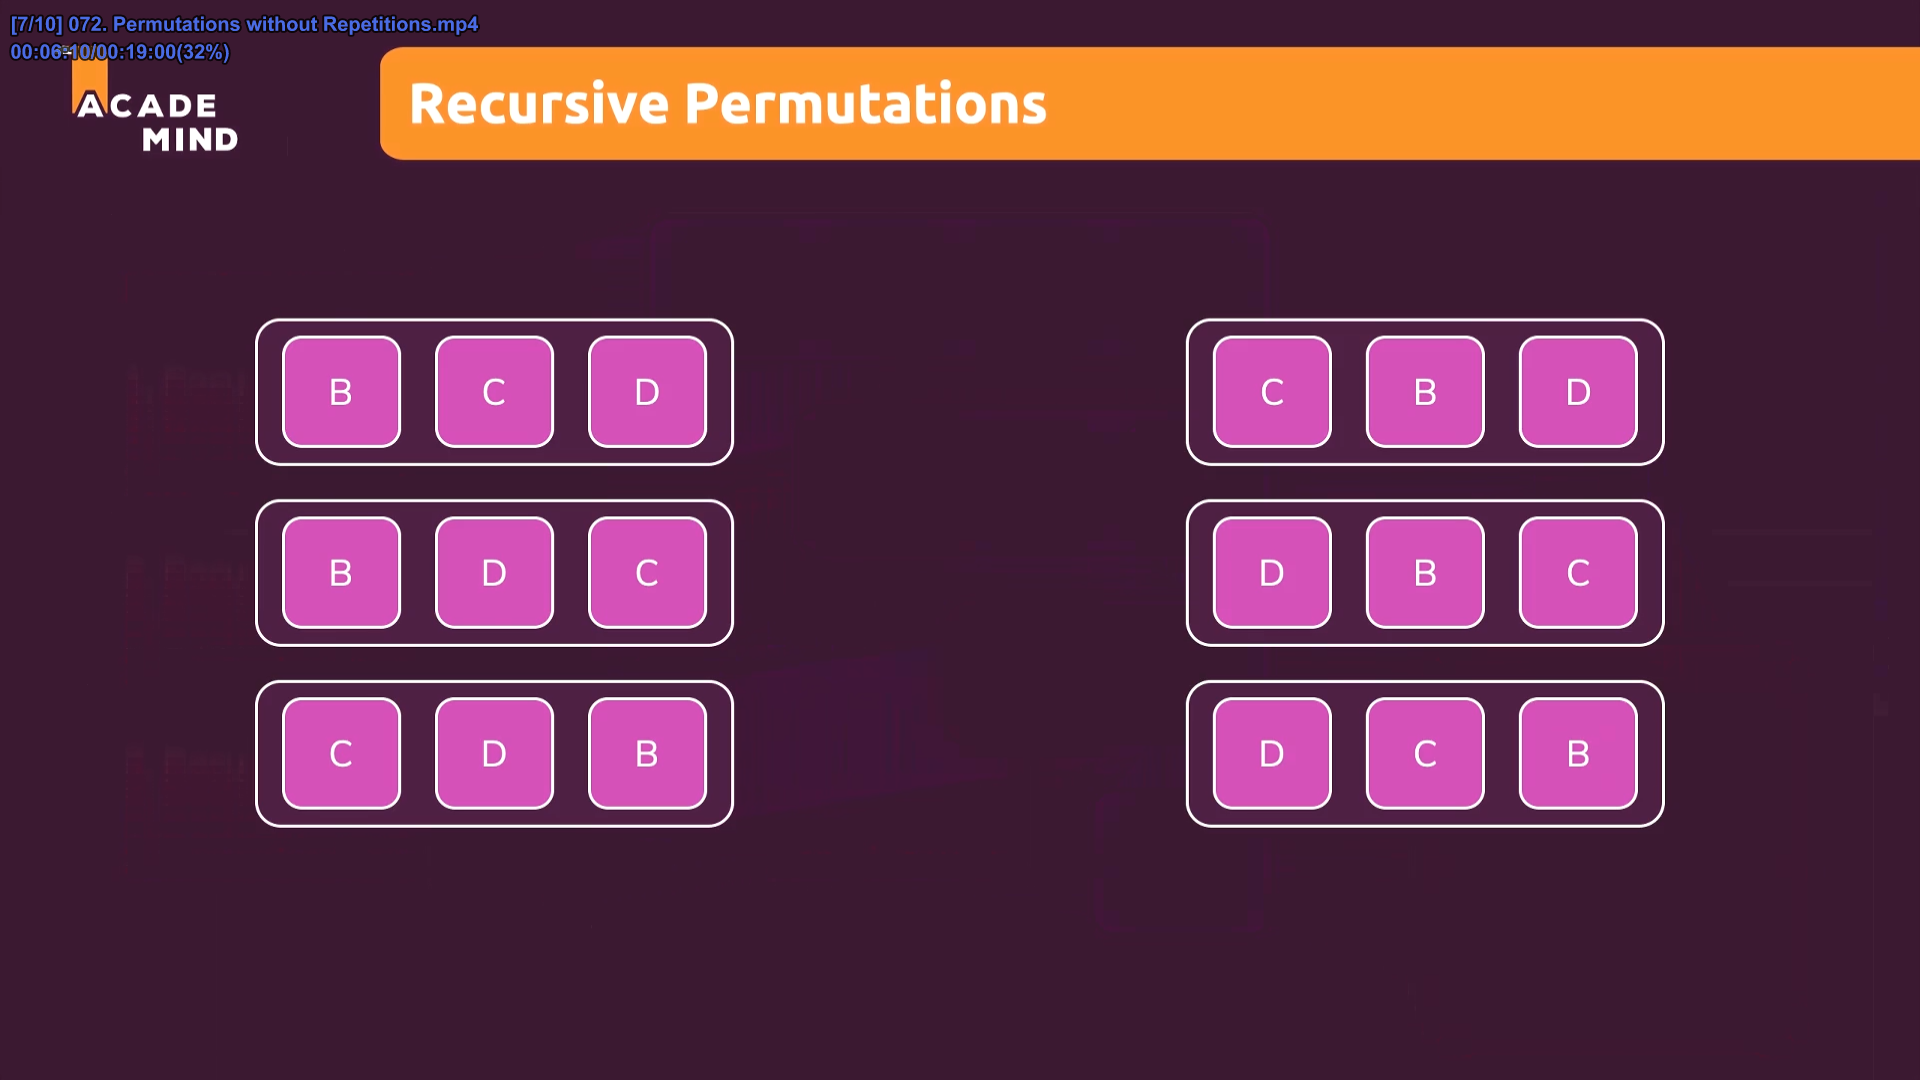 [7/10] 072. Permutations without Repetitions.mp4
00:06:10/00:19:00(32%)
ACADE
MIND
Recursive Permutations
B C D
C B D
B D C
D B C
C D B
D C B